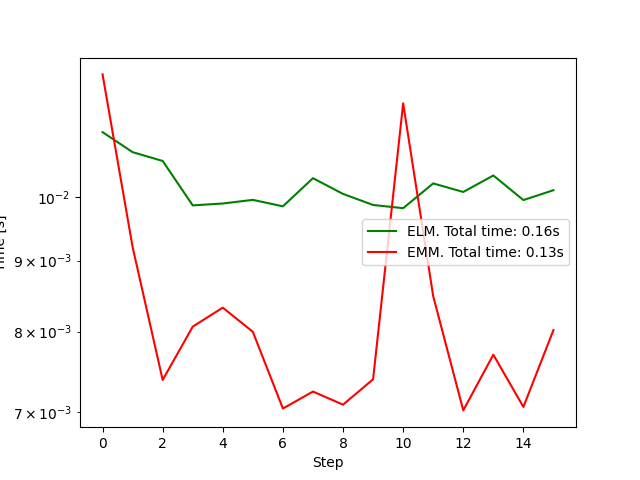 10⁻²
9 × 10⁻³
8 × 10⁻³
7 × 10⁻³
Time [s]
ELM. Total time: 0.16s
EMM. Total time: 0.13s
0 2 4 6 8 10 12 14
Step